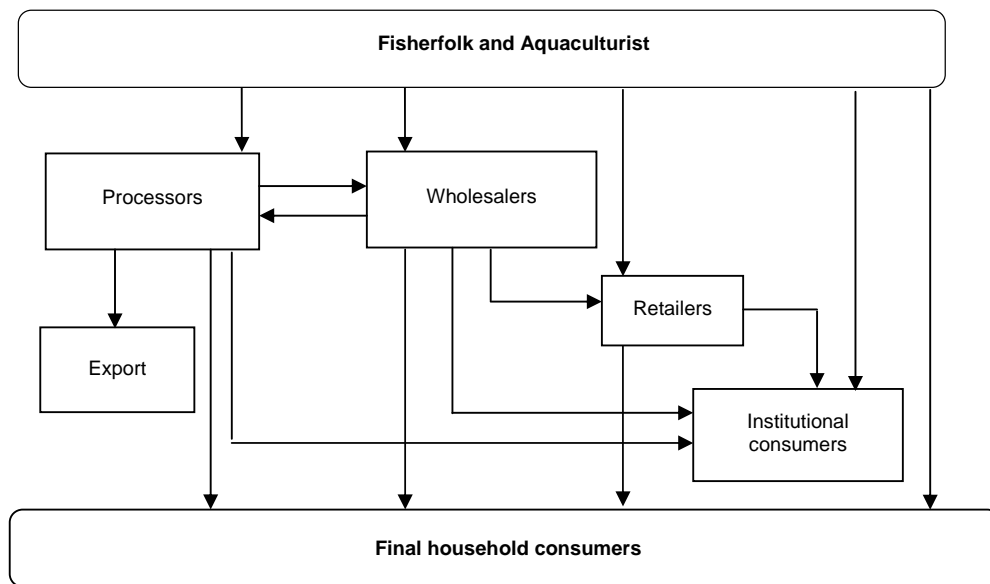 Fisherfolk and Aquaculturist
Processors
Wholesalers
Retailers
Export
Institutional
consumers
Final household consumers